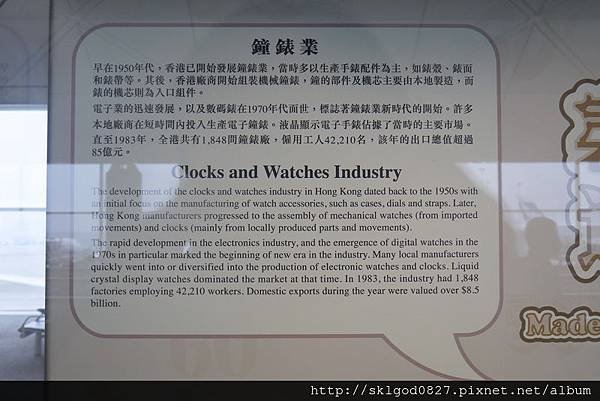 鐘錶業
早在1950年代，香港已開始發展鐘錶業，當時多以生產手錶配件為主，如錶殼、錶面
和錶帶等。其後，香港廠商開始組裝機械鐘錶，鐘的部件及機芯主要由本地製造，而
錶的機芯則為入口組件。
電子業的迅速發展，以及數碼錶在1970年代面世，標誌著鐘錶業新時代的開始。許多
本地廠商在短時間內投入生產電子鐘錶。液晶顯示電子手錶佔據了當時的主要市場。
直至1983年，全港共有1,848間鐘錶廠，僱用工人42,210名，該年的出口總值超過
85億元。
Clocks and Watches Industry
The development of the clocks and watches industry in Hong Kong dated back to the 1950s with
an initial focus on the manufacturing of watch accessories, such as cases, dials and straps. Later,
Hong Kong manufacturers progressed to the assembly of mechanical watches (from imported
movements) and clocks (mainly from locally produced parts and movements).
The rapid development in the electronics industry, and the emergence of digital watches in the
1970s in particular marked the beginning of new era in the industry. Many local manufacturers
quickly went into or diversified into the production of electronic watches and clocks. Liquid
crystal display watches dominated the market at that time. In 1983, the industry had 1,848
factories employing 42,210 workers. Domestic exports during the year were valued over $8.5
billion.
Made
http://sklgod0827.pixnet.net/album